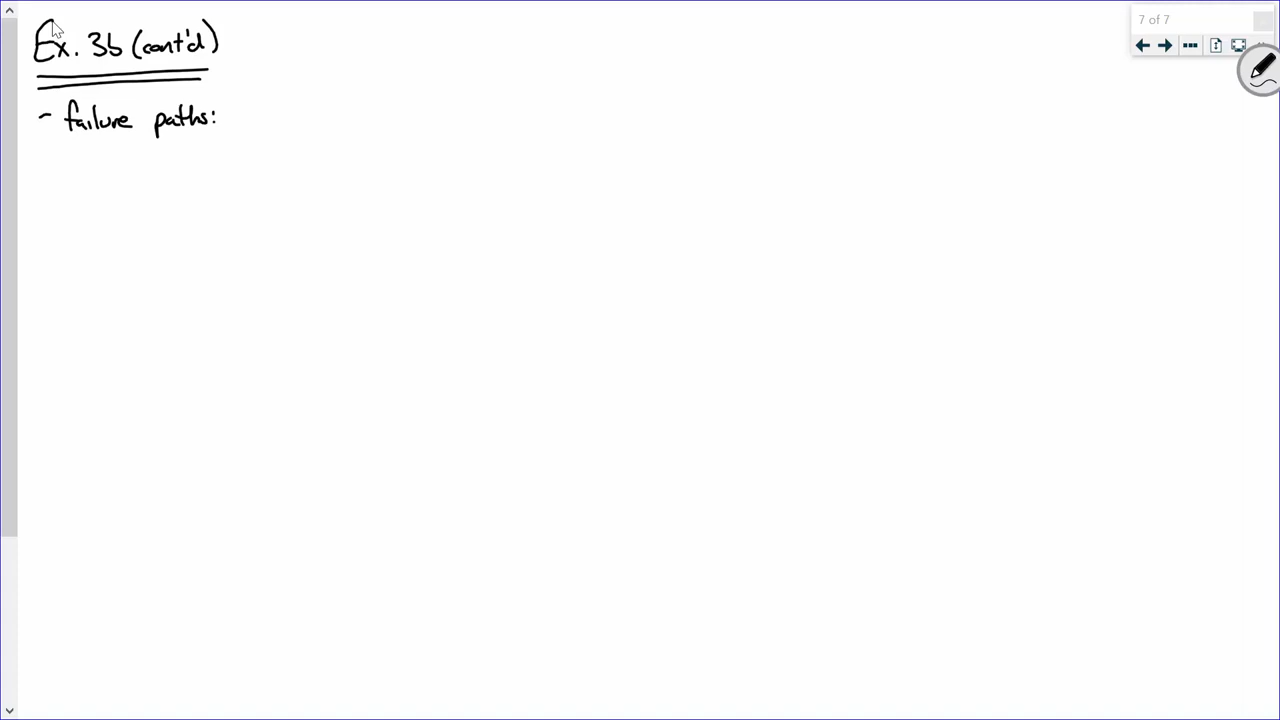 Ex. 3b (cont'd)
- failure paths:
7 of 7